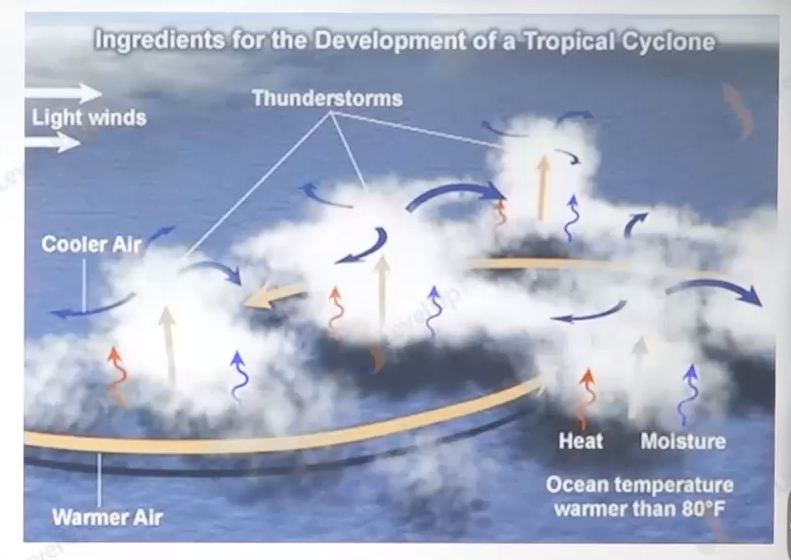 Ingredients for the Development of a Tropical Cyclone
Light winds
Thunderstorms
Cooler Air
Heat
Moisture
Ocean temperature
warmer than 80°F
Warmer Air